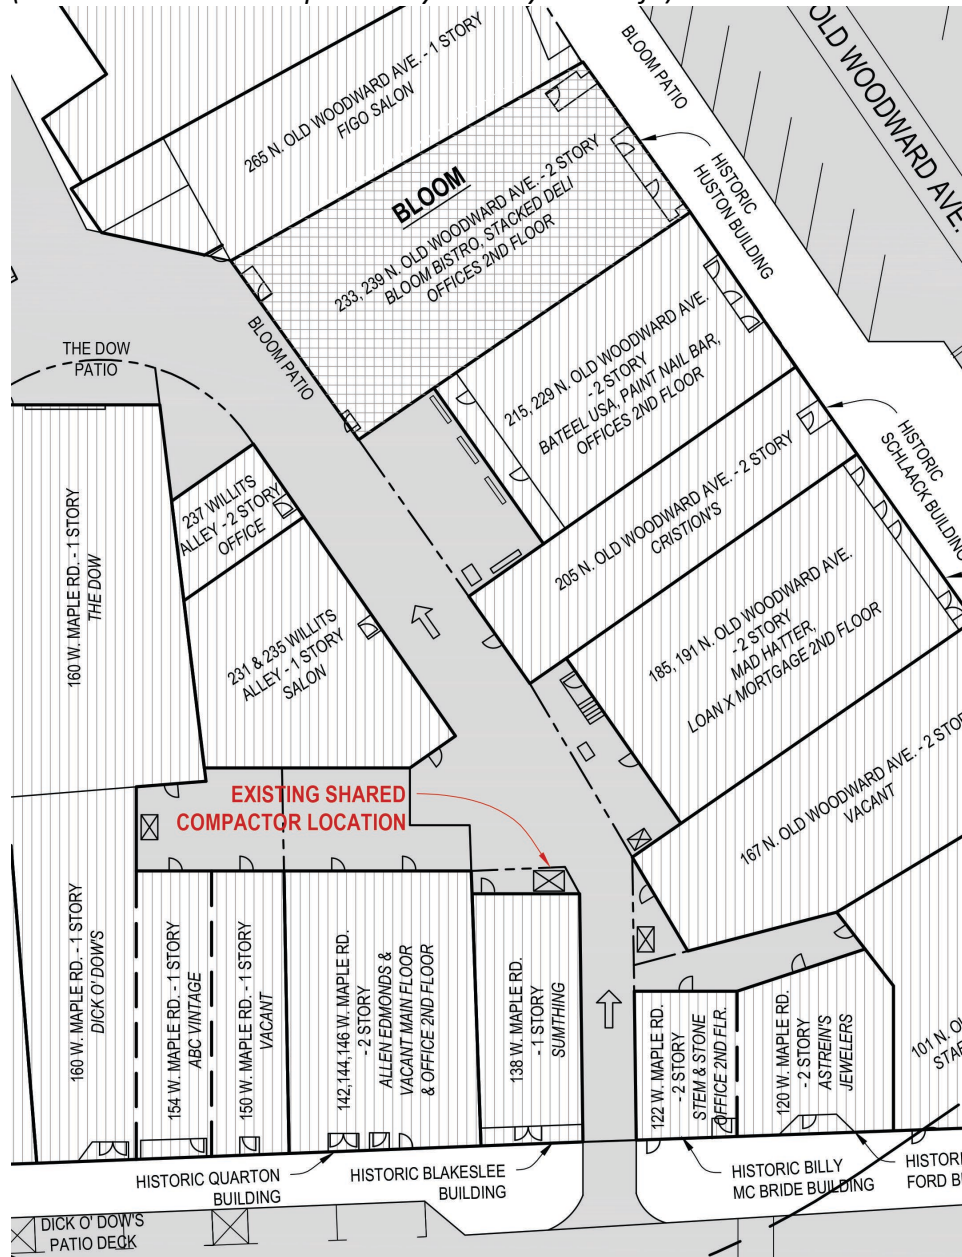 OLD WOODWARD AVE.
BLOOM PATIO
265 N. OLD WOODWARD AVE. - 1 STORY
FIGO SALON
BLOOM
233, 239 N. OLD WOODWARD AVE. - 2 STORY
BLOOM BISTRO, STACKED DELI
OFFICES 2ND FLOOR
HISTORIC
HUSTON BUILDING
THE DOW
PATIO
BLOOM PATIO
215, 229 N. OLD WOODWARD AVE.
- 2 STORY
BATEEL USA, PAINT NAIL BAR,
OFFICES 2ND FLOOR
HISTORIC
SCHLAACK BUILDING
205 N. OLD WOODWARD AVE. - 2 STORY
CRISTION'S
237 WILLITS
ALLEY - 2 STORY
OFFICE
160 W. MAPLE RD. - 1 STORY
THE DOW
231 & 235 WILLITS
ALLEY - 1 STORY
SALON
185, 191 N. OLD WOODWARD AVE.
- 2 STORY
MAD HATTER,
LOAN X MORTGAGE 2ND FLOOR
167 N. OLD WOODWARD AVE. - 2 STOR
VACANT
EXISTING SHARED
COMPACTOR LOCATION
160 W. MAPLE RD. - 1 STORY
DICK O' DOW'S
154 W. MAPLE RD. - 1 STORY
ABC VINTAGE
150 W. MAPLE RD. - 1 STORY
VACANT
142,144,146 W. MAPLE RD.
- 2 STORY
ALLEN EDMONDS &
VACANT MAIN FLOOR
& OFFICE 2ND FLOOR
138 W. MAPLE RD.
- 1 STORY
SUMTHING
122 W. MAPLE RD.
- 2 STORY
STEM & STONE
OFFICE 2ND FLR.
120 W. MAPLE RD.
- 2 STORY
ASTREIN'S
JEWELERS
101 N. OL
STAR
HISTORIC QUARTON
BUILDING
HISTORIC BLAKESLEE
BUILDING
HISTORIC BILLY
MC BRIDE BUILDING
HISTORI
FORD B
DICK O' DOW'S
PATIO DECK